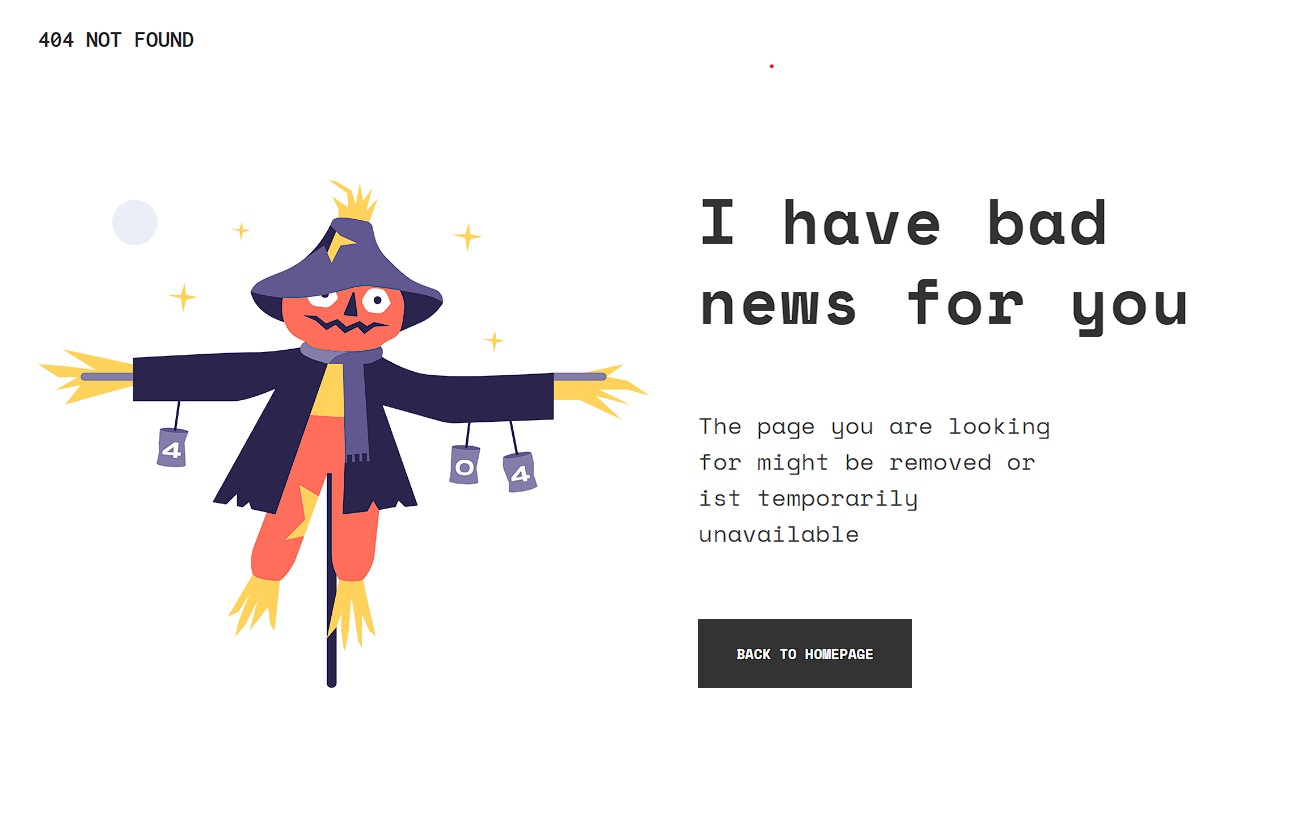 404 NOT FOUND
I have bad
news for you
4
0
4
The page you are looking
for might be removed or
ist temporarily
unavailable
BACK TO HOMEPAGE